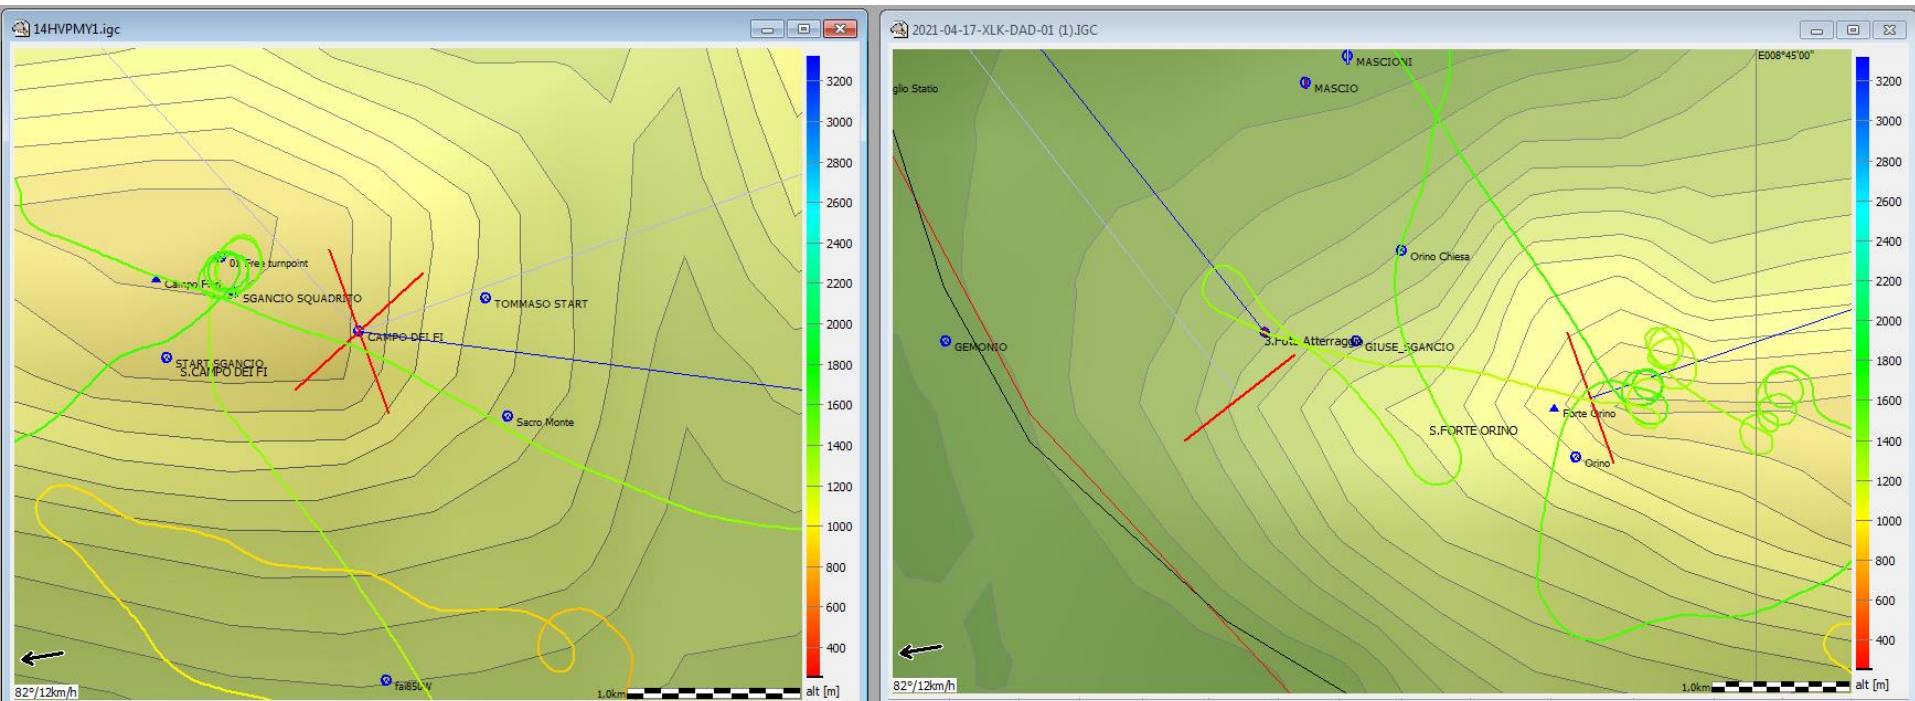 14HVPMY1.igc
01 Free turnpoint
SGANCIO SQUADRITO
TOMMASO START
CAMPO DEI FI
START SGANCIO
S.CAMPO DEI FI
Sacro Monte
82°/12km/h
1,0km
alt [m]
3200
3000
2800
2600
2400
2200
2000
1800
1600
1400
1200
1000
800
600
400
2021-04-17-XLK-DAD-01 (1).IGC
MASCIONI
E008°45'00"
glio Statio
MASCIO
Orino Chiesa
GEMONIO
GIUSE_SGANCIO
Forte Orino
S.FORTE ORINO
Orino
82°/12km/h
1,0km
alt [m]
3200
3000
2800
2600
2400
2200
2000
1800
1600
1400
1200
1000
800
600
400